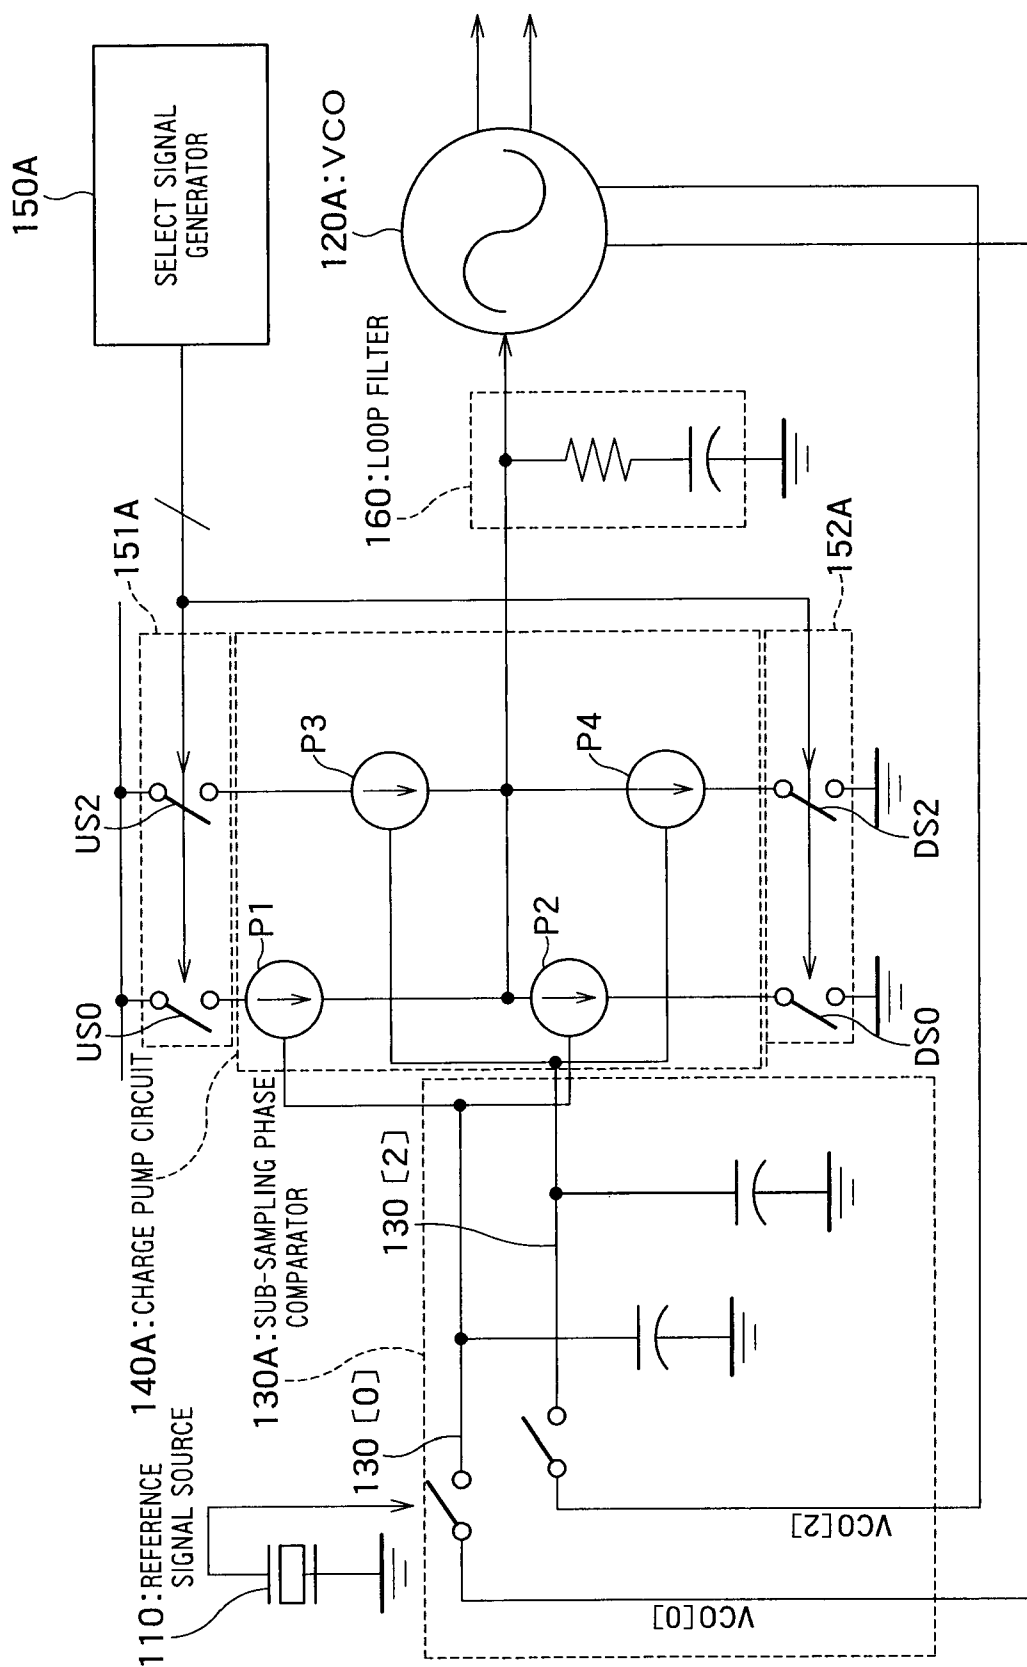 110:REFERENCE
SIGNAL SOURCE
140A:CHARGE PUMP CIRCUIT
130A:SUB-SAMPLING PHASE
COMPARATOR
130 [0]
130 [2]
VCO[0]
VCO[2]
US0
US2
151A
150A
SELECT SIGNAL
GENERATOR
P1
P3
P2
P4
160:LOOP FILTER
120A:VCO
DS0
DS2
152A